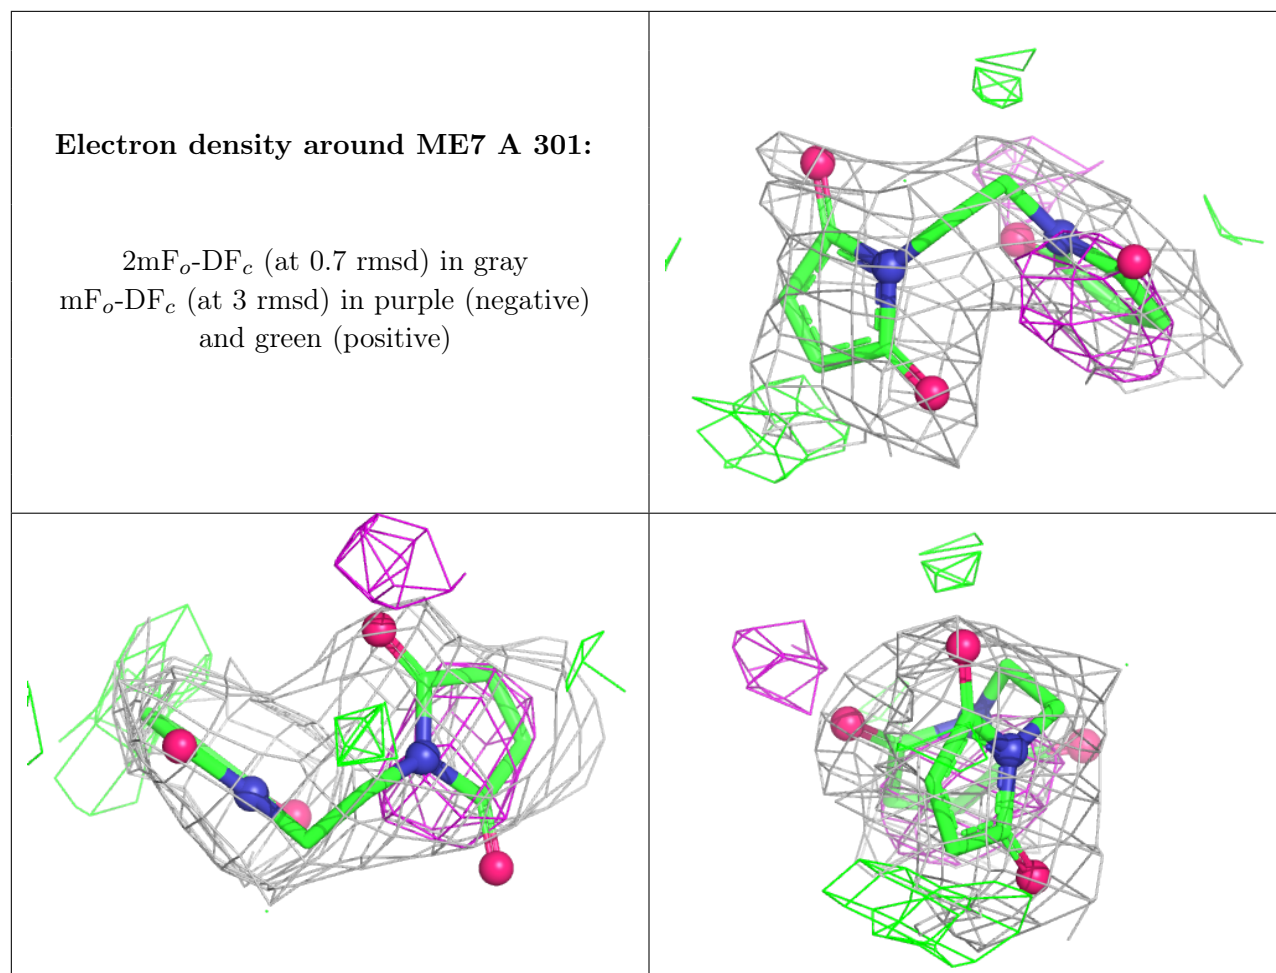 Electron density around ME7 A 301:
2mFo-DFc (at 0.7 rmsd) in gray
mFo-DFc (at 3 rmsd) in purple (negative)
and green (positive)